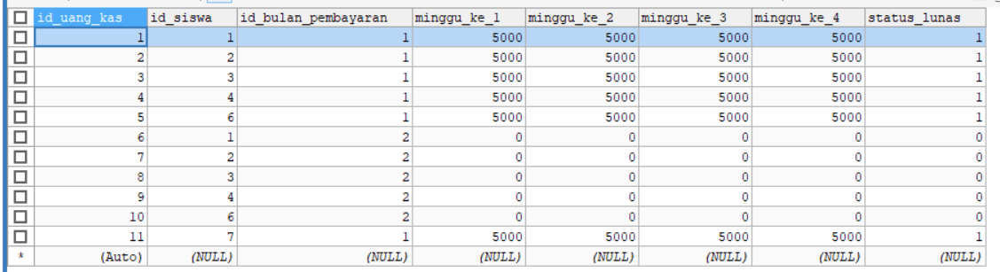 id_uang_kas id_siswa id_bulan_pembayaran minggu_ke_1 minggu_ke_2 minggu_ke_3 minggu_ke_4 status_lunas
1 1 1 5000 5000 5000 5000 1
2 2 1 5000 5000 5000 5000 1
3 3 1 5000 5000 5000 5000 1
4 4 1 5000 5000 5000 5000 1
5 6 1 5000 5000 5000 5000 1
6 1 2 0 0 0 0 0
7 2 2 0 0 0 0 0
8 3 2 0 0 0 0 0
9 4 2 0 0 0 0 0
10 6 2 0 0 0 0 0
11 7 1 5000 5000 5000 5000 1
* (Auto) (NULL) (NULL) (NULL) (NULL) (NULL) (NULL) (NULL)